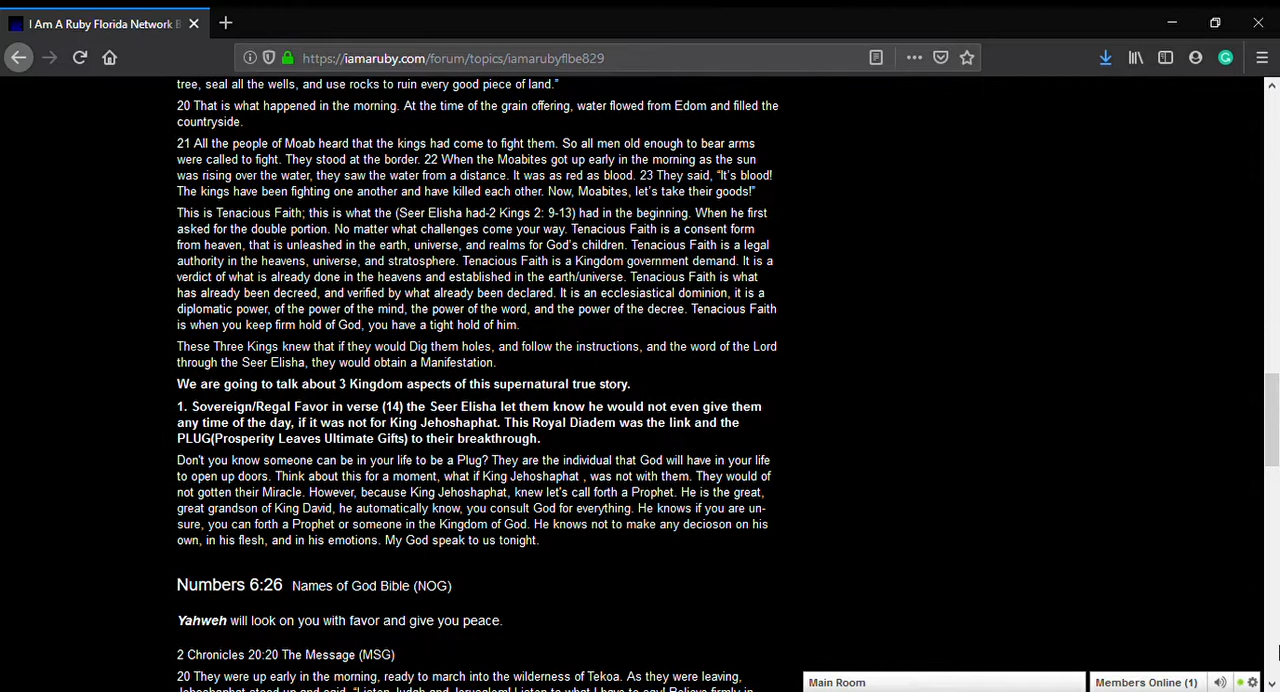 I Am A Ruby Florida Network B
https://iamaruby.com/forum/topics/iamarubyflbe829
tree, seal all the wells, and use rocks to ruin every good piece of land.”
20 That is what happened in the morning. At the time of the grain offering, water flowed from Edom and filled the
countryside.
21 All the people of Moab heard that the kings had come to fight them. So all men old enough to bear arms
were called to fight. They stood at the border. 22 When the Moabites got up early in the morning as the sun
was rising over the water, they saw the water from a distance. It was as red as blood. 23 They said, “It’s blood!
The kings have been fighting one another and have killed each other. Now, Moabites, let’s take their goods!”
This is Tenacious Faith; this is what the (Seer Elisha had-2 Kings 2: 9-13) had in the beginning. When he first
asked for the double portion. No matter what challenges come your way. Tenacious Faith is a consent form
from heaven, that is unleashed in the earth, universe, and realms for God’s children. Tenacious Faith is a legal
authority in the heavens, universe, and stratosphere. Tenacious Faith is a Kingdom government demand. It is a
verdict of what is already done in the heavens and established in the earth/universe. Tenacious Faith is what
has already been decreed, and verified by what already been declared. It is an ecclesiastical dominion, it is a
diplomatic power, of the power of the mind, the power of the word, and the power of the decree. Tenacious Faith
is when you keep firm hold of God, you have a tight hold of him.
These Three Kings knew that if they would Dig them holes, and follow the instructions, and the word of the Lord
through the Seer Elisha, they would obtain a Manifestation.
We are going to talk about 3 Kingdom aspects of this supernatural true story.
1. Sovereign/Regal Favor in verse (14) the Seer Elisha let them know he would not even give them
any time of the day, if it was not for King Jehoshaphat. This Royal Diadem was the link and the
PLUG(Prosperity Leaves Ultimate Gifts) to their breakthrough.
Don't you know someone can be in your life to be a Plug? They are the individual that God will have in your life
to open up doors. Think about this for a moment, what if King Jehoshaphat , was not with them. They would of
not gotten their Miracle. However, because King Jehoshaphat, knew let's call forth a Prophet. He is the great,
great grandson of King David, he automatically know, you consult God for everything. He knows if you are un-
sure, you can forth a Prophet or someone in the Kingdom of God. He knows not to make any decioson on his
own, in his flesh, and in his emotions. My God speak to us tonight.
Numbers 6:26 Names of God Bible (NOG)
Yahweh will look on you with favor and give you peace.
2 Chronicles 20:20 The Message (MSG)
20 They were up early in the morning, ready to march into the wilderness of Tekoa. As they were leaving,
Jehoshaphat stood up and said, “Listen Judah and Jerusalem! Listen to what I have to say! Believe firmly in
Main Room
Members Online (1)